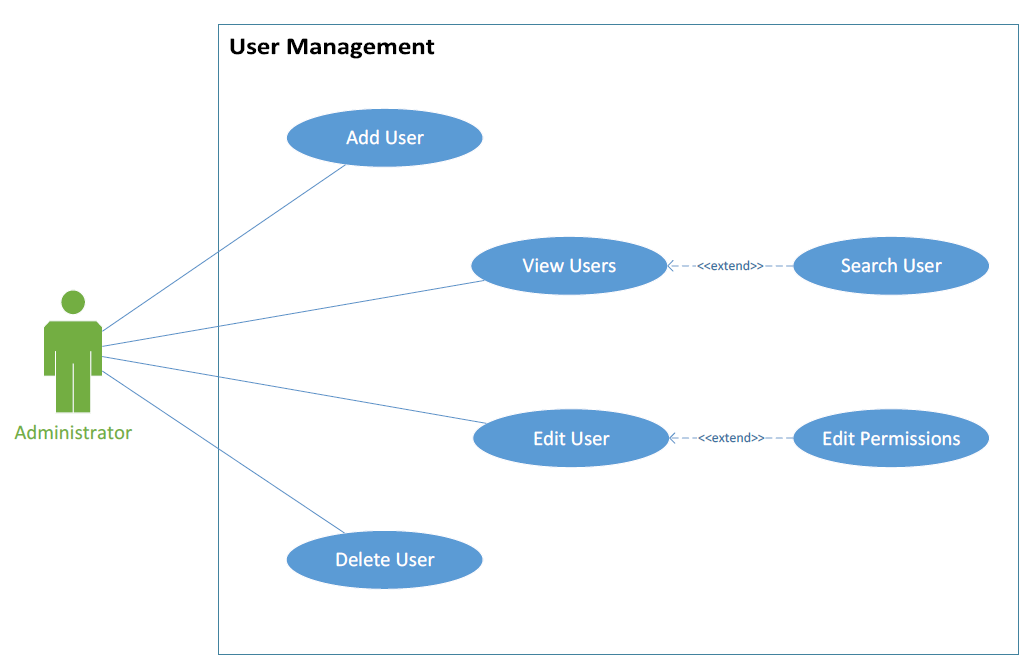 User Management
Add User
View Users
<<extend>>
Search User
Administrator
Edit User
<<extend>>
Edit Permissions
Delete User